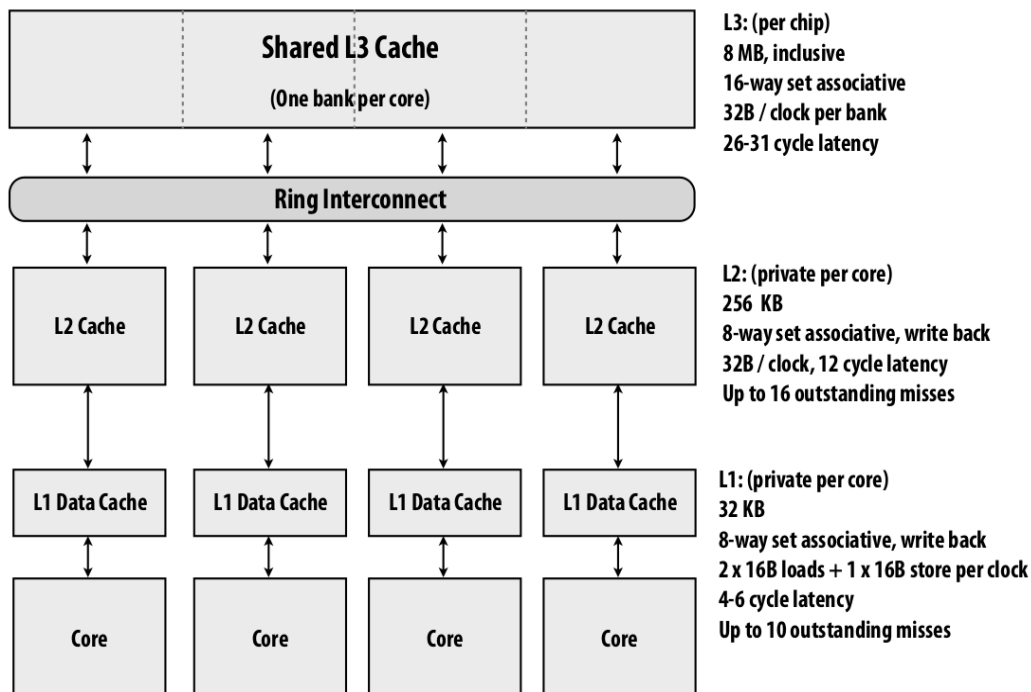 Shared L3 Cache
(One bank per core)
L3: (per chip)
8 MB, inclusive
16-way set associative
32B / clock per bank
26-31 cycle latency
Ring Interconnect
L2 Cache
L2 Cache
L2 Cache
L2 Cache
L2: (private per core)
256 KB
8-way set associative, write back
32B / clock, 12 cycle latency
Up to 16 outstanding misses
L1 Data Cache
L1 Data Cache
L1 Data Cache
L1 Data Cache
L1: (private per core)
32 KB
8-way set associative, write back
2 x 16B loads + 1 x 16B store per clock
4-6 cycle latency
Up to 10 outstanding misses
Core
Core
Core
Core